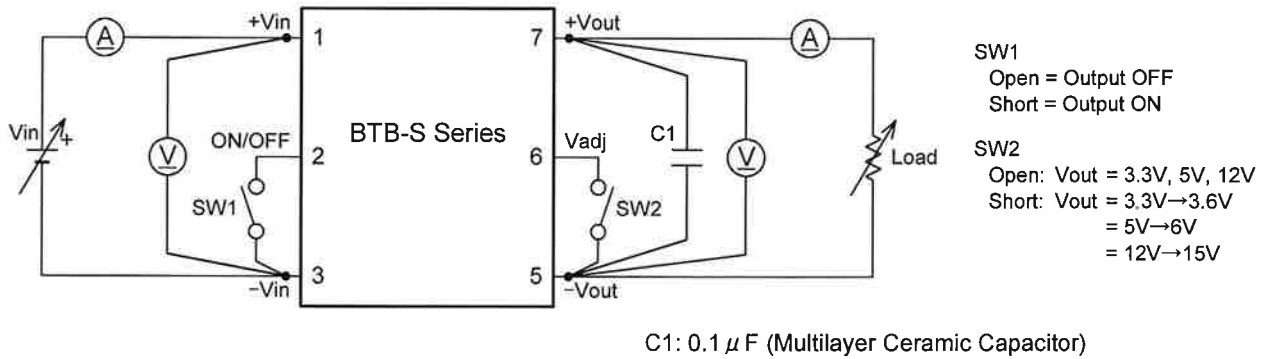 +Vin
+Vout
A
1
7
A
SW1
Open = Output OFF
Short = Output ON
Vin
+
V
ON/OFF
2
BTB-S Series
6
Vadj
C1
V
Load
SW2
Open: Vout = 3.3V, 5V, 12V
Short: Vout = 3.3V→3.6V
= 5V→6V
= 12V→15V
SW1
SW2
3
5
−Vin
−Vout
C1: 0.1 μ F (Multilayer Ceramic Capacitor)